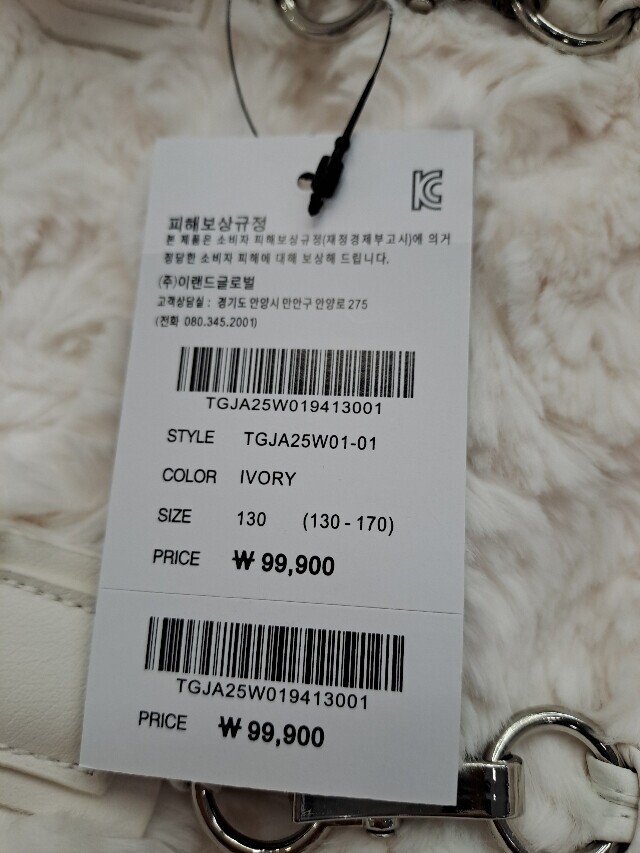 KC
피해보상규정
본 제품은 소비자 피해보상규정(재정경제부고시)에 의거
정당한 소비자 피해에 대해 보상해 드립니다.
(주)이랜드글로벌
고객상담실 : 경기도 안양시 만안구 안양로 275
(전화 080.345.2001)
TGJA25W019413001
STYLE TGJA25W01-01
COLOR IVORY
SIZE 130 (130 - 170)
PRICE ₩ 99,900
TGJA25W019413001
PRICE ₩ 99,900